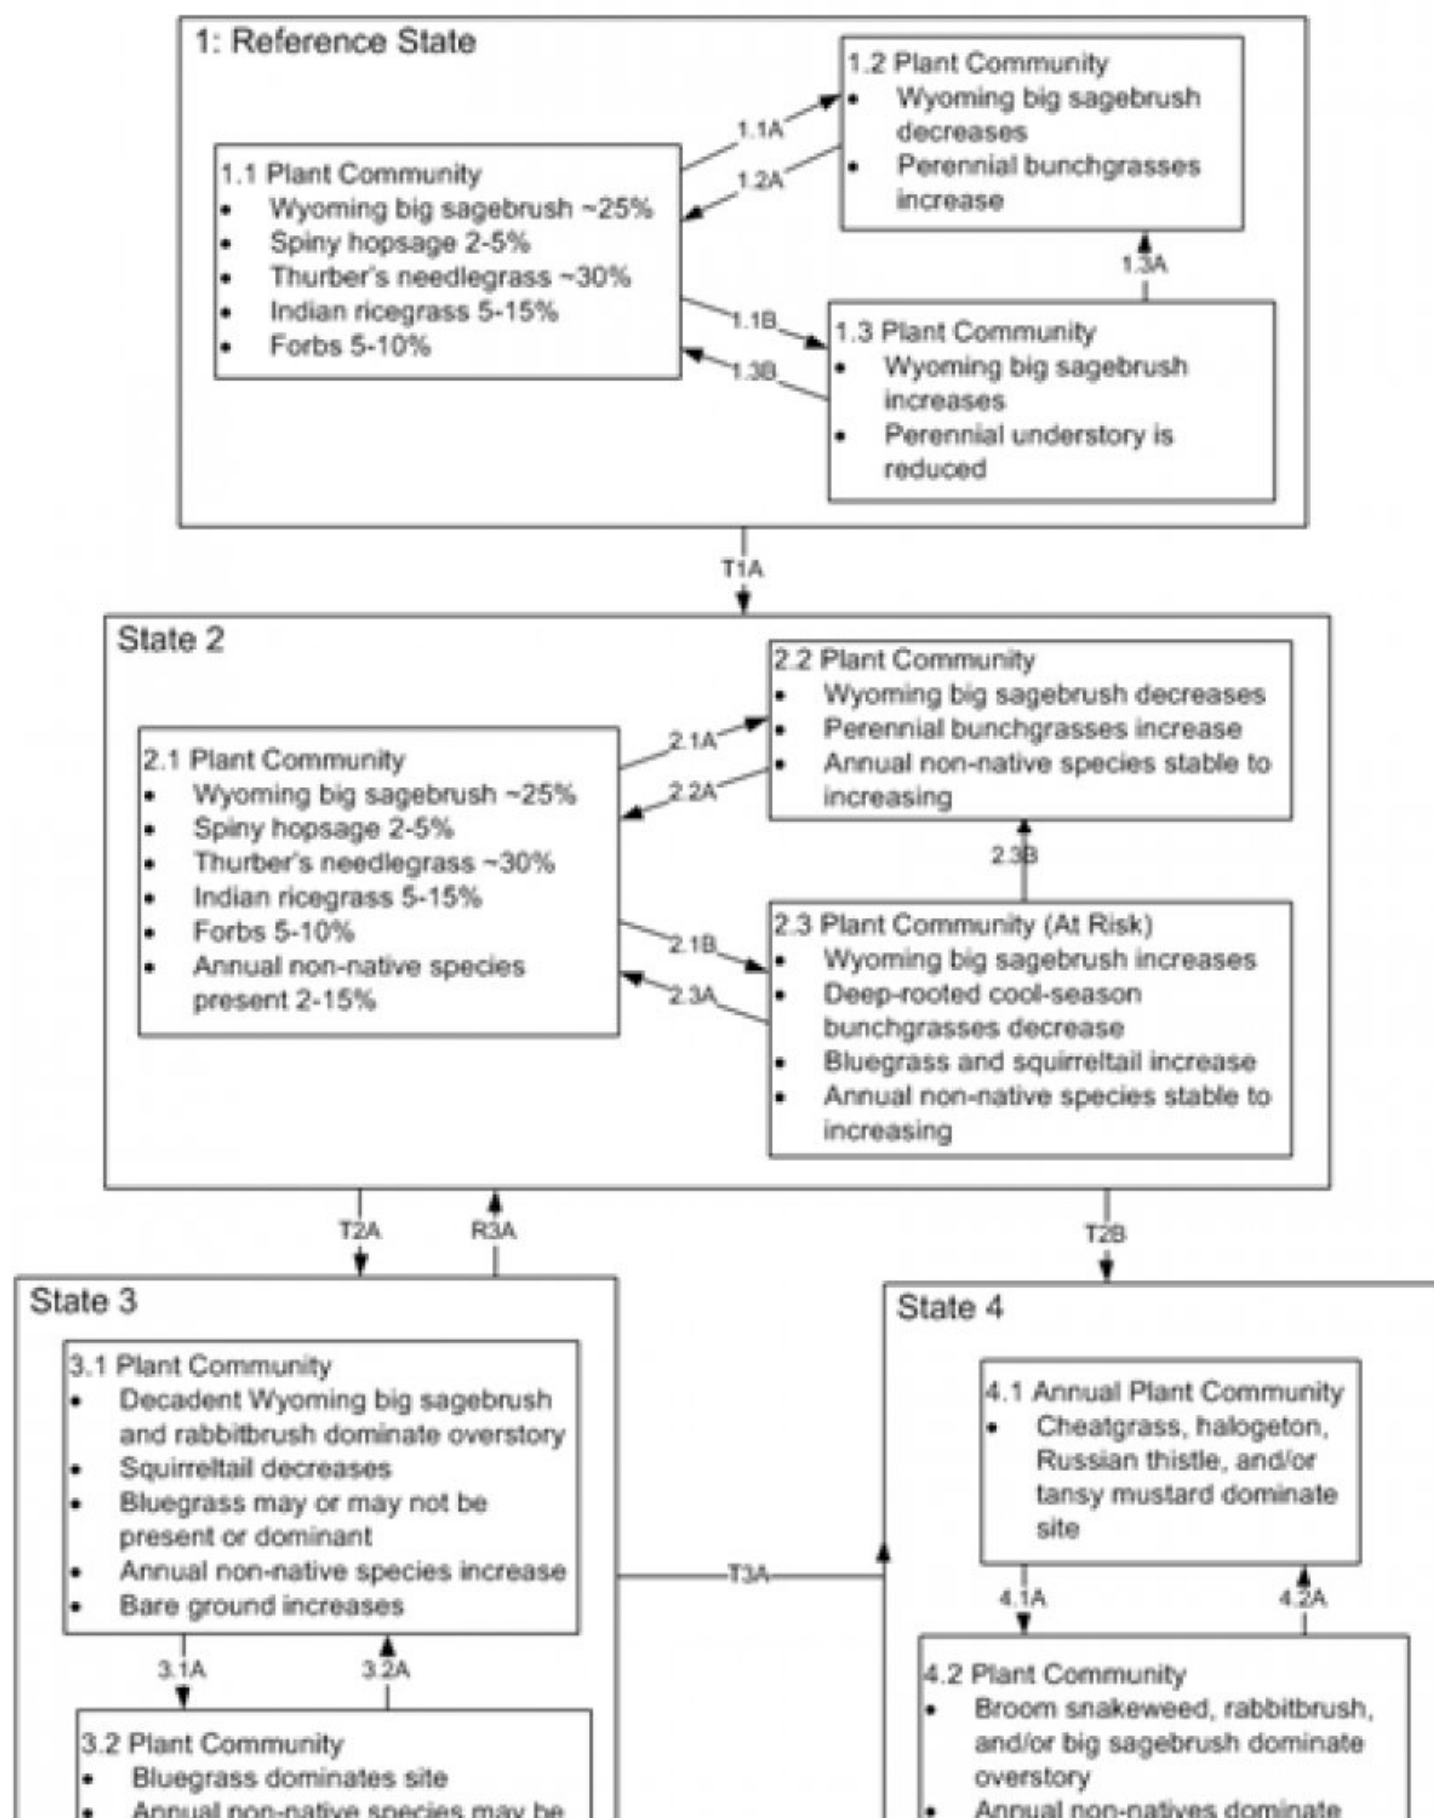 1: Reference State
1.1 Plant Community
• Wyoming big sagebrush ~25%
• Spiny hopsage 2-5%
• Thurber's needlegrass ~30%
• Indian ricegrass 5-15%
• Forbs 5-10%
1.1A
1.2A
1.1B
1.3B
1.2 Plant Community
• Wyoming big sagebrush
decreases
• Perennial bunchgrasses
increase
1.3A
1.3 Plant Community
• Wyoming big sagebrush
increases
• Perennial understory is
reduced
T1A
State 2
2.1 Plant Community
• Wyoming big sagebrush ~25%
• Spiny hopsage 2-5%
• Thurber's needlegrass ~30%
• Indian ricegrass 5-15%
• Forbs 5-10%
• Annual non-native species
present 2-15%
2.1A
2.2A
2.1B
2.3A
2.2 Plant Community
• Wyoming big sagebrush decreases
• Perennial bunchgrasses increase
• Annual non-native species stable to
increasing
2.3B
2.3 Plant Community (At Risk)
• Wyoming big sagebrush increases
• Deep-rooted cool-season
bunchgrasses decrease
• Bluegrass and squirreltail increase
• Annual non-native species stable to
increasing
T2A
R3A
T2B
State 3
3.1 Plant Community
• Decadent Wyoming big sagebrush
and rabbitbrush dominate overstory
• Squirreltail decreases
• Bluegrass may or may not be
present or dominant
• Annual non-native species increase
• Bare ground increases
3.1A
3.2A
3.2 Plant Community
• Bluegrass dominates site
• Annual non-native species may be
T3A
State 4
4.1 Annual Plant Community
• Cheatgrass, halogeton,
Russian thistle, and/or
tansy mustard dominate
site
4.1A
4.2A
4.2 Plant Community
• Broom snakeweed, rabbitbrush,
and/or big sagebrush dominate
overstory
• Annual non-natives dominate